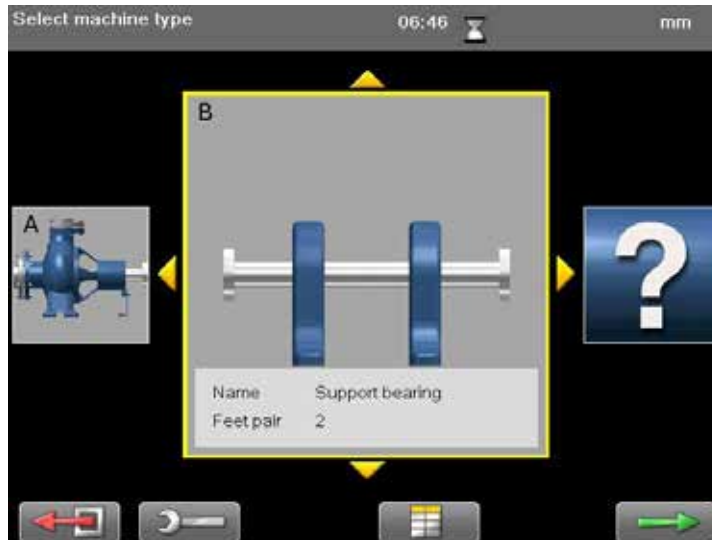 Select machine type 06:46 mm
B
A
?
Name Support bearing
Feet pair 2